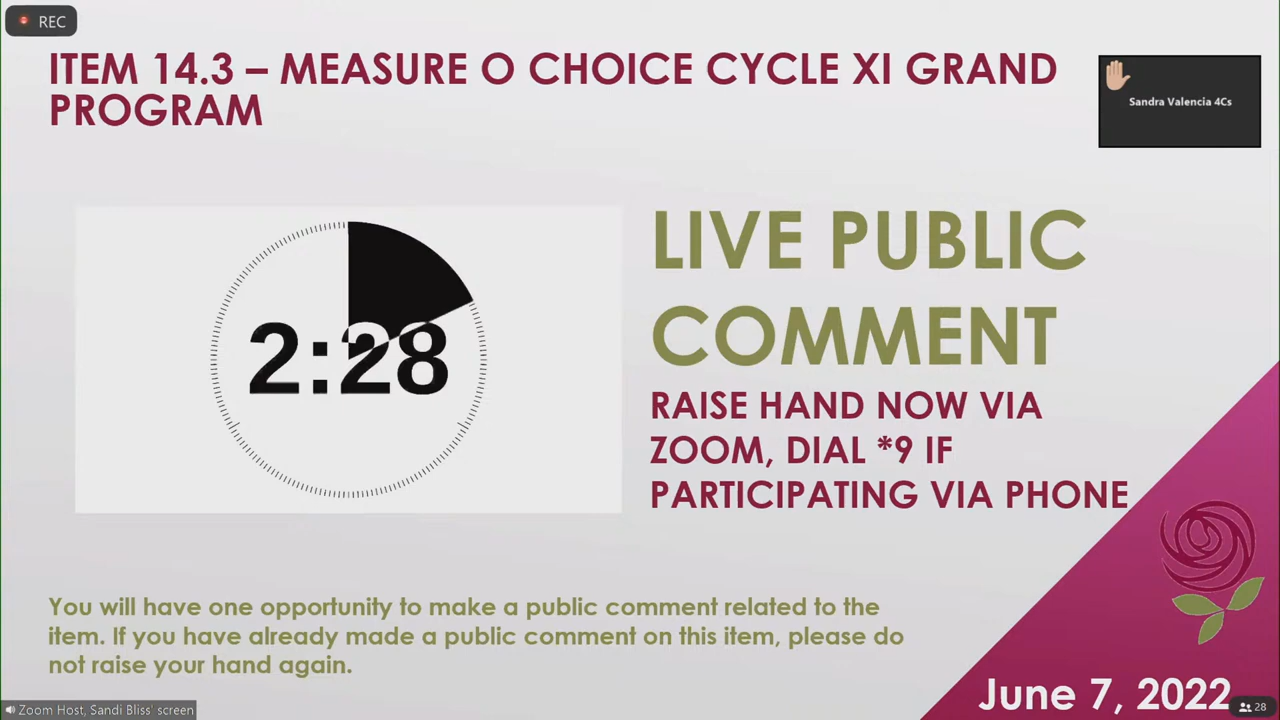 REC
ITEM 14.3 – MEASURE O CHOICE CYCLE XI GRAND
PROGRAM
Sandra Valencia 4Cs
2:28
LIVE PUBLIC
COMMENT
RAISE HAND NOW VIA
ZOOM, DIAL *9 IF
PARTICIPATING VIA PHONE
You will have one opportunity to make a public comment related to the
item. If you have already made a public comment on this item, please do
not raise your hand again.
June 7, 2022
28
Zoom Host, Sandi Bliss' screen